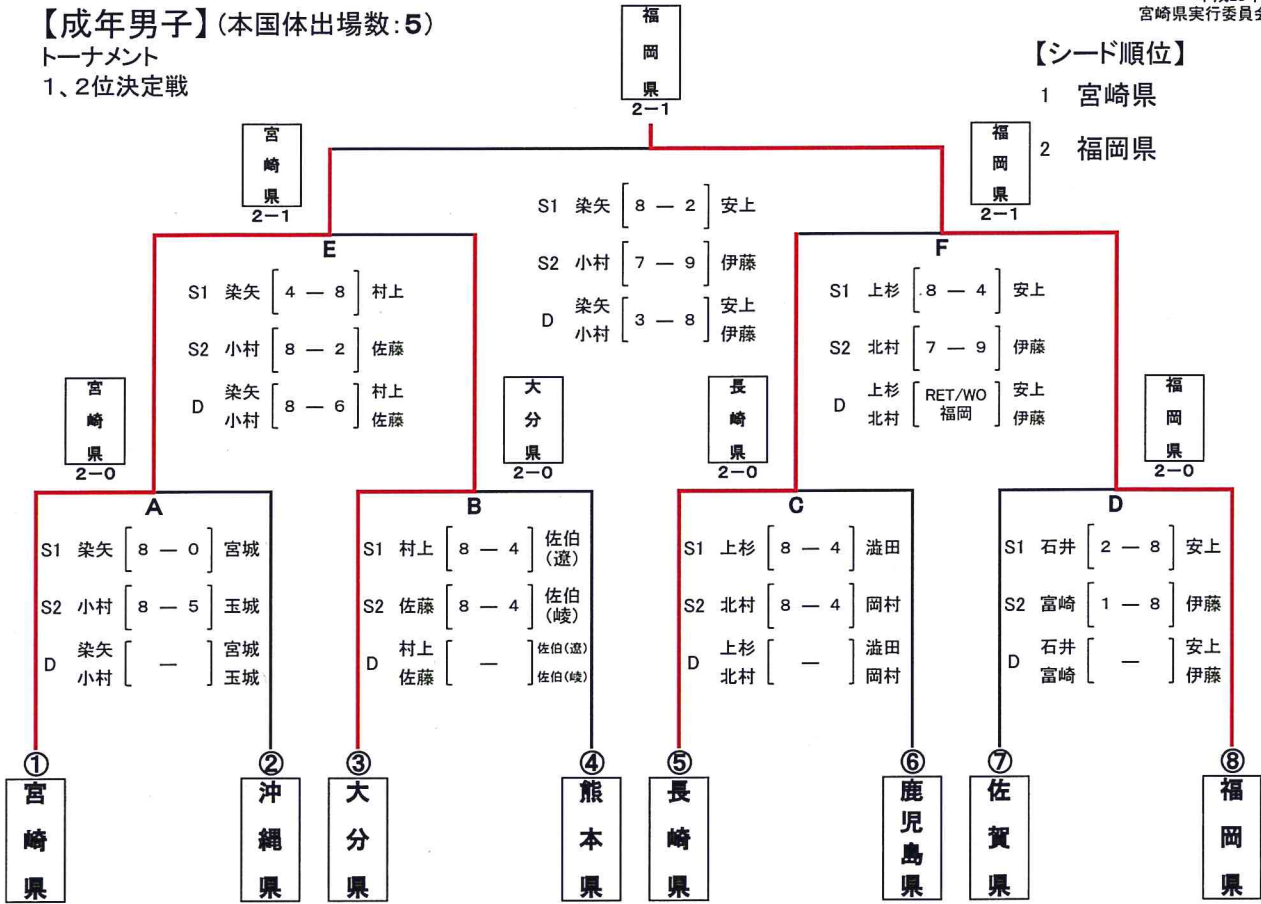 【成年男子】(本国体出場数:5)
トーナメント
1、2位決定戦
宮崎県実行委員会
【シード順位】
1 宮崎県
2 福岡県
福岡県
2-1
宮崎県
2-1
福岡県
2-1
S1 染矢 [8 — 2] 安上
S2 小村 [7 — 9] 伊藤
D 染矢 小村 [3 — 8] 安上 伊藤
E
S1 染矢 [4 — 8] 村上
S2 小村 [8 — 2] 佐藤
D 染矢 小村 [8 — 6] 村上 佐藤
F
S1 上杉 [8 — 4] 安上
S2 北村 [7 — 9] 伊藤
D 上杉 北村 [RET/WO 福岡] 安上 伊藤
宮崎県
2-0
大分県
2-0
長崎県
2-0
福岡県
2-0
A
S1 染矢 [8 — 0] 宮城
S2 小村 [8 — 5] 玉城
D 染矢 小村 [ — ] 宮城 玉城
B
S1 村上 [8 — 4] 佐伯(遼)
S2 佐藤 [8 — 4] 佐伯(崚)
D 村上 佐藤 [ — ] 佐伯(遼) 佐伯(崚)
C
S1 上杉 [8 — 4] 澁田
S2 北村 [8 — 4] 岡村
D 上杉 北村 [ — ] 澁田 岡村
D
S1 石井 [2 — 8] 安上
S2 富崎 [1 — 8] 伊藤
D 石井 富崎 [ — ] 安上 伊藤
① 宮崎県
② 沖縄県
③ 大分県
④ 熊本県
⑤ 長崎県
⑥ 鹿児島県
⑦ 佐賀県
⑧ 福岡県